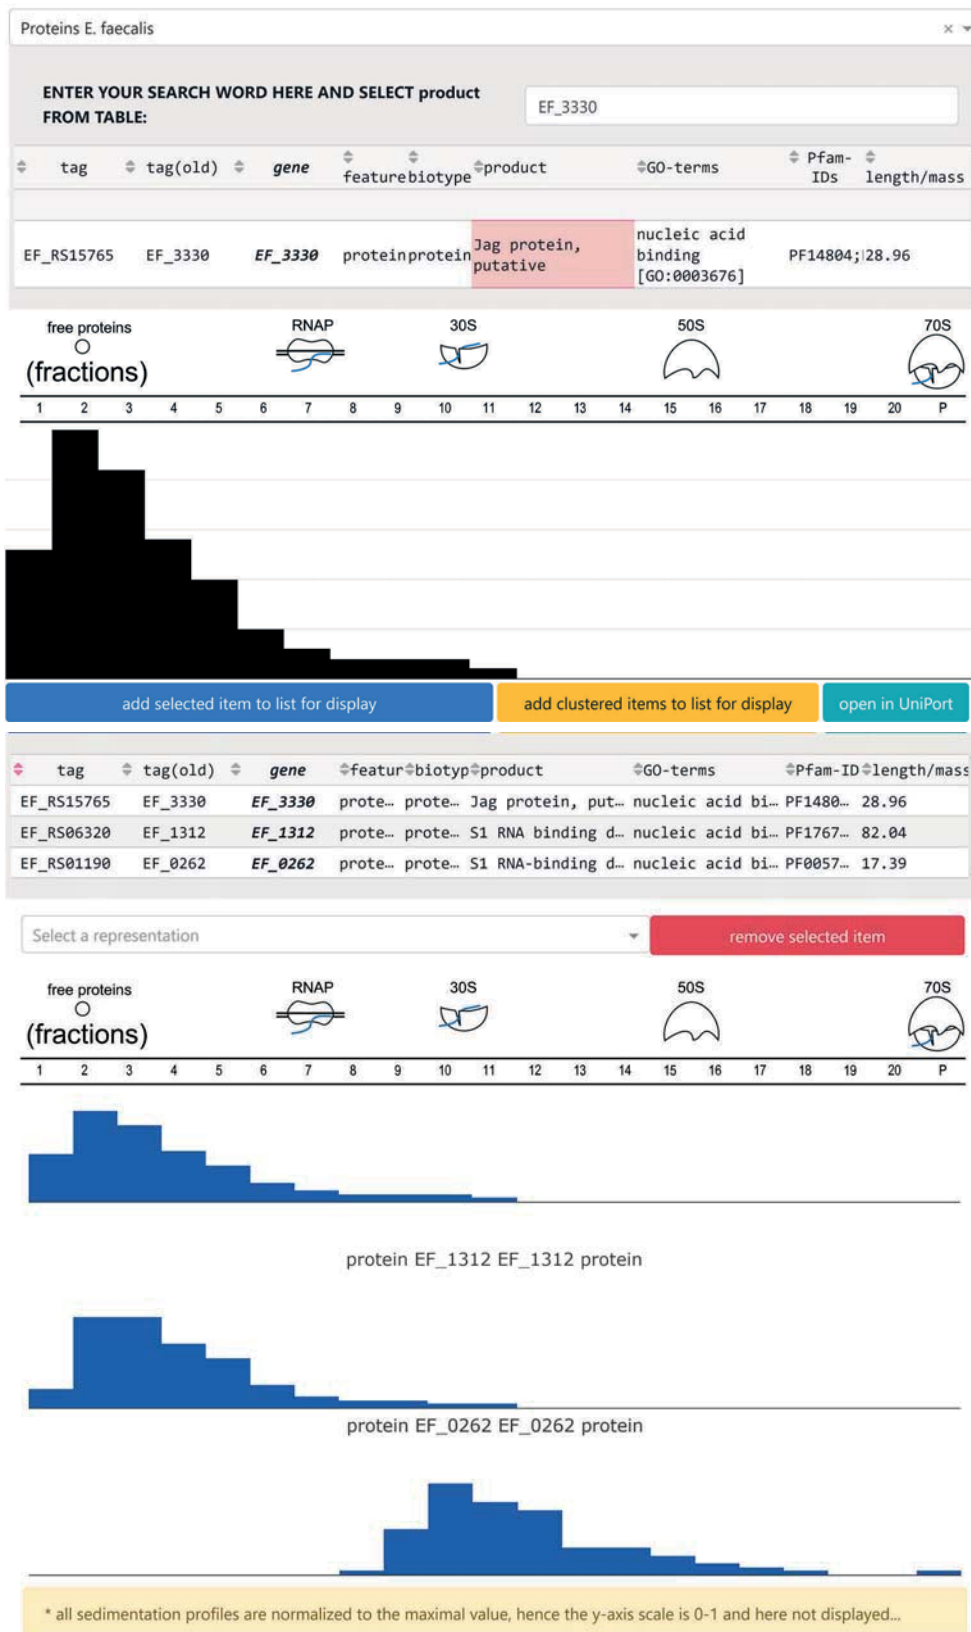 Proteins E. faecalis
ENTER YOUR SEARCH WORD HERE AND SELECT product
FROM TABLE:
EF_3330
tag tag(old) gene feature biotype product GO-terms Pfam-IDs length/mass
EF_RS15765 EF_3330 EF_3330 protein protein Jag protein, putative nucleic acid binding [GO:0003676] PF14804; 28.96
free proteins RNAP 30S 50S 70S
(fractions)
1 2 3 4 5 6 7 8 9 10 11 12 13 14 15 16 17 18 19 20 P
add selected item to list for display add clustered items to list for display open in UniPort
tag tag(old) gene featur biotyp product GO-terms Pfam-ID length/mass
EF_RS15765 EF_3330 EF_3330 prote… prote… Jag protein, put… nucleic acid bi… PF1480… 28.96
EF_RS06320 EF_1312 EF_1312 prote… prote… S1 RNA binding d… nucleic acid bi… PF1767… 82.04
EF_RS01190 EF_0262 EF_0262 prote… prote… S1 RNA-binding d… nucleic acid bi… PF0057… 17.39
Select a representation remove selected item
free proteins RNAP 30S 50S 70S
(fractions)
1 2 3 4 5 6 7 8 9 10 11 12 13 14 15 16 17 18 19 20 P
protein EF_1312 EF_1312 protein
protein EF_0262 EF_0262 protein
* all sedimentation profiles are normalized to the maximal value, hence the y-axis scale is 0-1 and here not displayed...